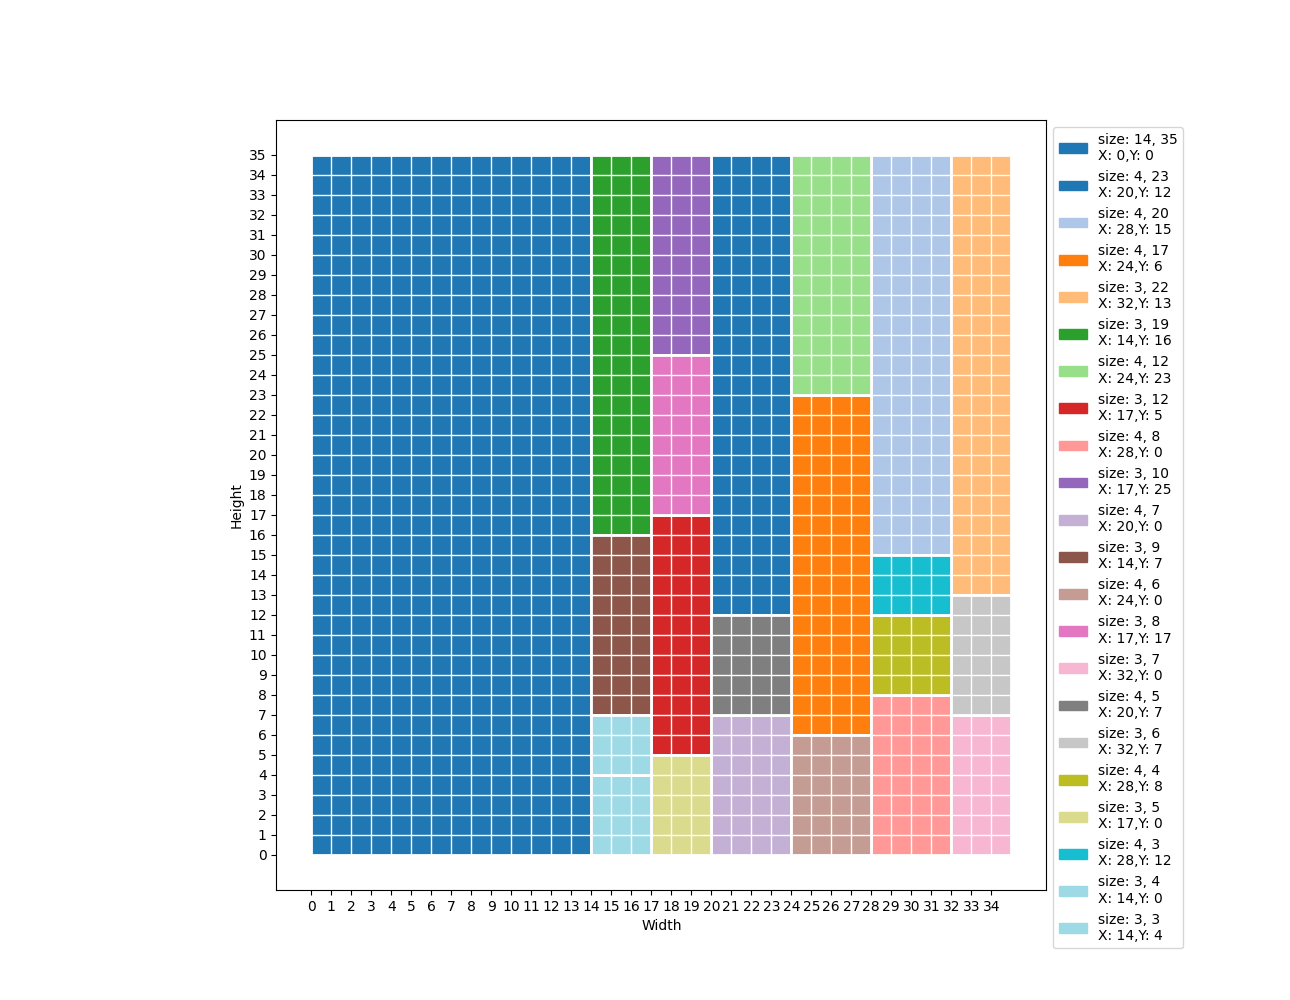 35
34
33
32
31
30
29
28
27
26
25
24
23
22
21
20
19
18
17
16
15
14
13
12
11
10
9
8
7
6
5
4
3
2
1
0
Height
0 1 2 3 4 5 6 7 8 9 10 11 12 13 14 15 16 17 18 19 20 21 22 23 24 25 26 27 28 29 30 31 32 33 34
Width
size: 14, 35
X: 0,Y: 0
size: 4, 23
X: 20,Y: 12
size: 4, 20
X: 28,Y: 15
size: 4, 17
X: 24,Y: 6
size: 3, 22
X: 32,Y: 13
size: 3, 19
X: 14,Y: 16
size: 4, 12
X: 24,Y: 23
size: 3, 12
X: 17,Y: 5
size: 4, 8
X: 28,Y: 0
size: 3, 10
X: 17,Y: 25
size: 4, 7
X: 20,Y: 0
size: 3, 9
X: 14,Y: 7
size: 4, 6
X: 24,Y: 0
size: 3, 8
X: 17,Y: 17
size: 3, 7
X: 32,Y: 0
size: 4, 5
X: 20,Y: 7
size: 3, 6
X: 32,Y: 7
size: 4, 4
X: 28,Y: 8
size: 3, 5
X: 17,Y: 0
size: 4, 3
X: 28,Y: 12
size: 3, 4
X: 14,Y: 0
size: 3, 3
X: 14,Y: 4